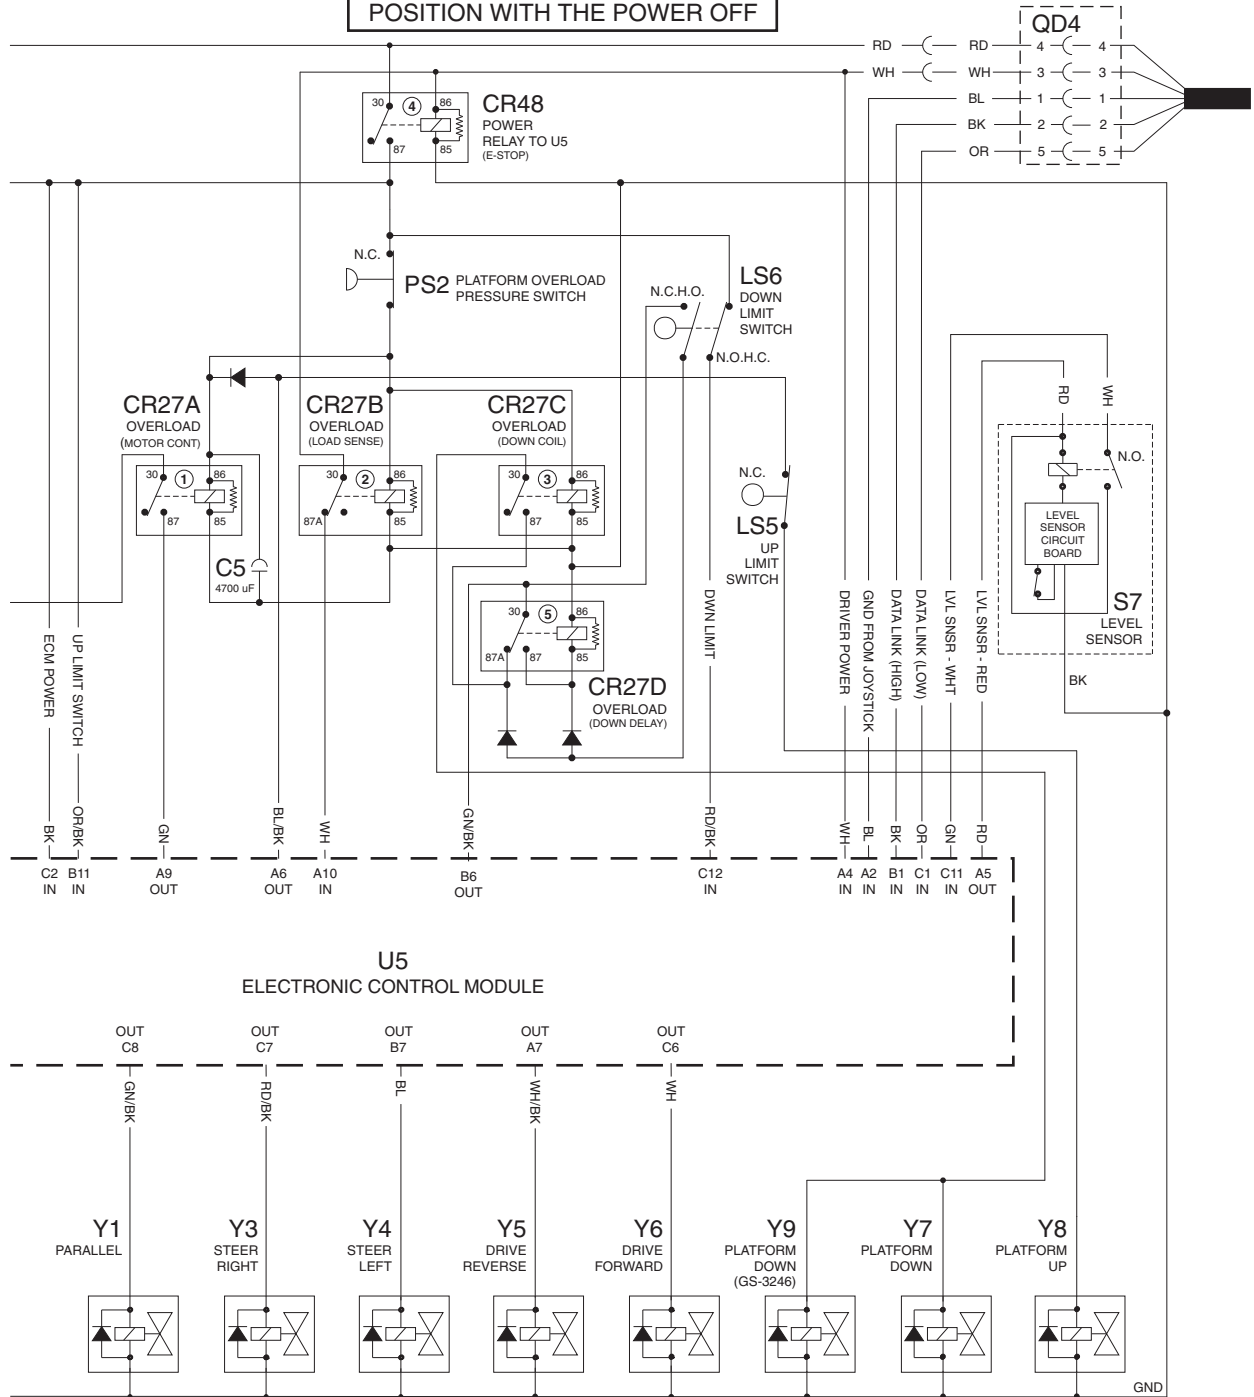 POSITION WITH THE POWER OFF
QD4
RD RD 4 4
WH WH 3 3
BL 1 1
BK 2 2
OR 5 5
30 4 86
87 85
CR48
POWER
RELAY TO U5
(E-STOP)
N.C.
PS2 PLATFORM OVERLOAD
PRESSURE SWITCH
N.C.H.O.
LS6
DOWN
LIMIT
SWITCH
N.O.H.C.
CR27A
OVERLOAD
(MOTOR CONT)
30 1 86
87 85
C5
4700 uF
CR27B
OVERLOAD
(LOAD SENSE)
30 2 86
87A 85
CR27C
OVERLOAD
(DOWN COIL)
30 3 86
87 85
30 5 86
87A 87 85
CR27D
OVERLOAD
(DOWN DELAY)
N.C.
LS5
UP
LIMIT
SWITCH
RD
WH
N.O.
LEVEL
SENSOR
CIRCUIT
BOARD
S7
LEVEL
SENSOR
BK
ECM POWER
UP LIMIT SWITCH
DWN LIMIT
DRIVER POWER
GND FROM JOYSTICK
DATA LINK (HIGH)
DATA LINK (LOW)
LVL SNSR - WHT
LVL SNSR - RED
BK
OR/BK
GN
BL/BK
WH
GN/BK
RD/BK
WH
BL
BK
OR
GN
RD
C2 B11 A9 A6 A10 B6 C12 A4 A2 B1 C1 C11 A5
IN IN OUT OUT IN OUT IN IN IN IN IN IN OUT
U5
ELECTRONIC CONTROL MODULE
OUT OUT OUT OUT OUT
C8 C7 B7 A7 C6
GN/BK
RD/BK
BL
WH/BK
WH
Y1
PARALLEL
Y3
STEER
RIGHT
Y4
STEER
LEFT
Y5
DRIVE
REVERSE
Y6
DRIVE
FORWARD
Y9
PLATFORM
DOWN
(GS-3246)
Y7
PLATFORM
DOWN
Y8
PLATFORM
UP
GND